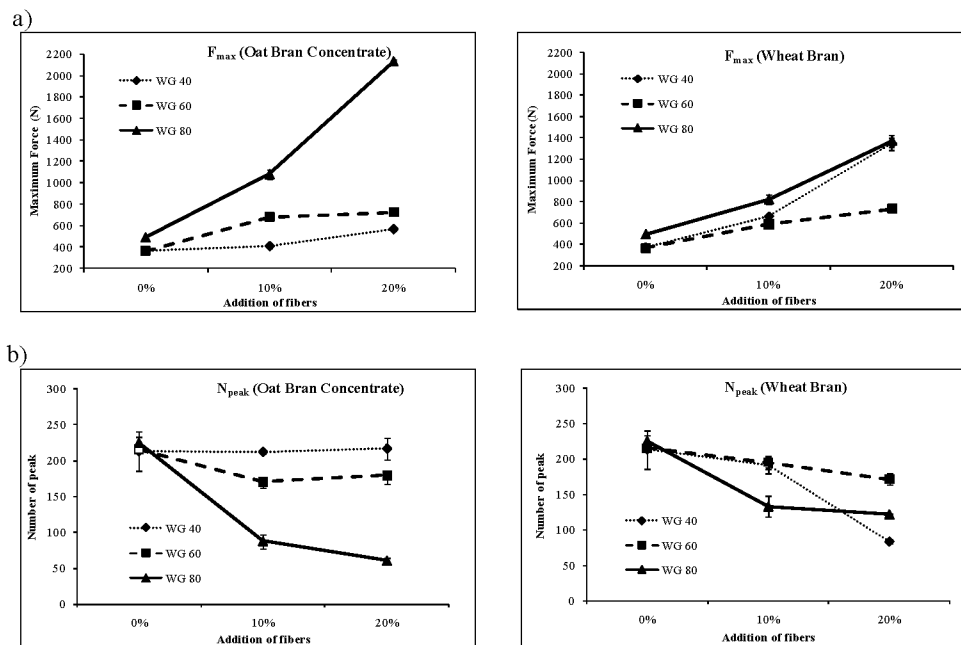 a)
F max (Oat Bran Concentrate)
2200
2000
1800
1600
1400
1200
1000
800
600
400
200
Maximum Force (N)
WG 40
WG 60
WG 80
0% 10% 20%
Addition of fibers
F max (Wheat Bran)
2200
2000
1800
1600
1400
1200
1000
800
600
400
200
Maximum Force (N)
WG 40
WG 60
WG 80
0% 10% 20%
Addition of fibers
b)
N peak (Oat Bran Concentrate)
300
250
200
150
100
50
0
Number of peak
WG 40
WG 60
WG 80
0% 10% 20%
Addition of fibers
N peak (Wheat Bran)
300
250
200
150
100
50
0
Number of peak
WG 40
WG 60
WG 80
0% 10% 20%
Addition of fibers